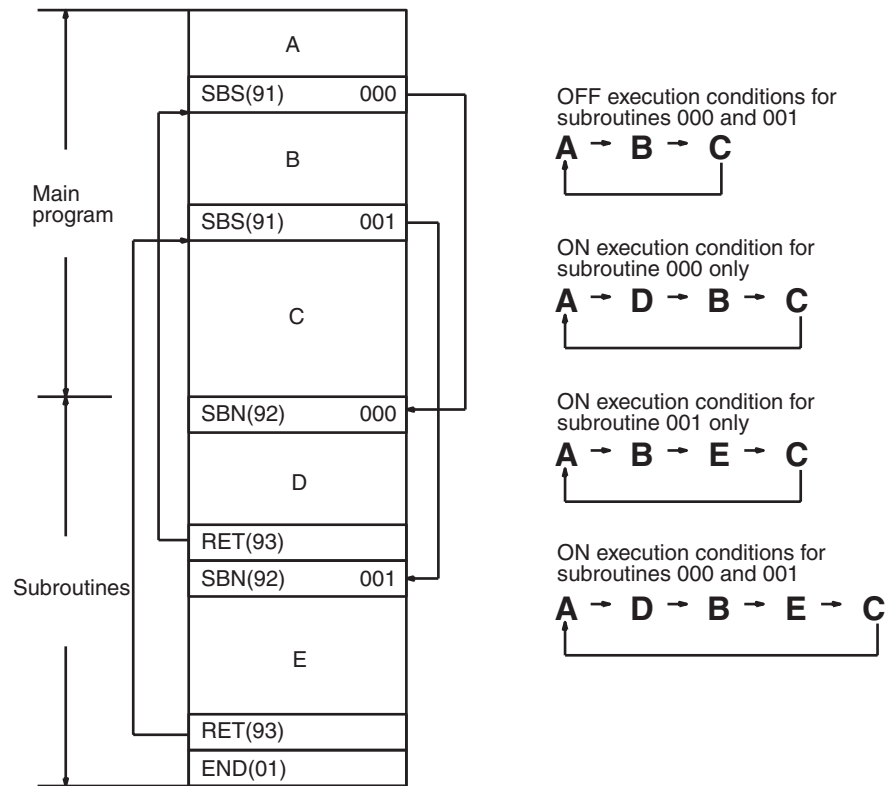 A
SBS(91) 000
B
Main
program
SBS(91) 001
C
SBN(92) 000
D
RET(93)
SBN(92) 001
Subroutines
E
RET(93)
END(01)
OFF execution conditions for
subroutines 000 and 001
A → B → C
ON execution condition for
subroutine 000 only
A → D → B → C
ON execution condition for
subroutine 001 only
A → B → E → C
ON execution conditions for
subroutines 000 and 001
A → D → B → E → C